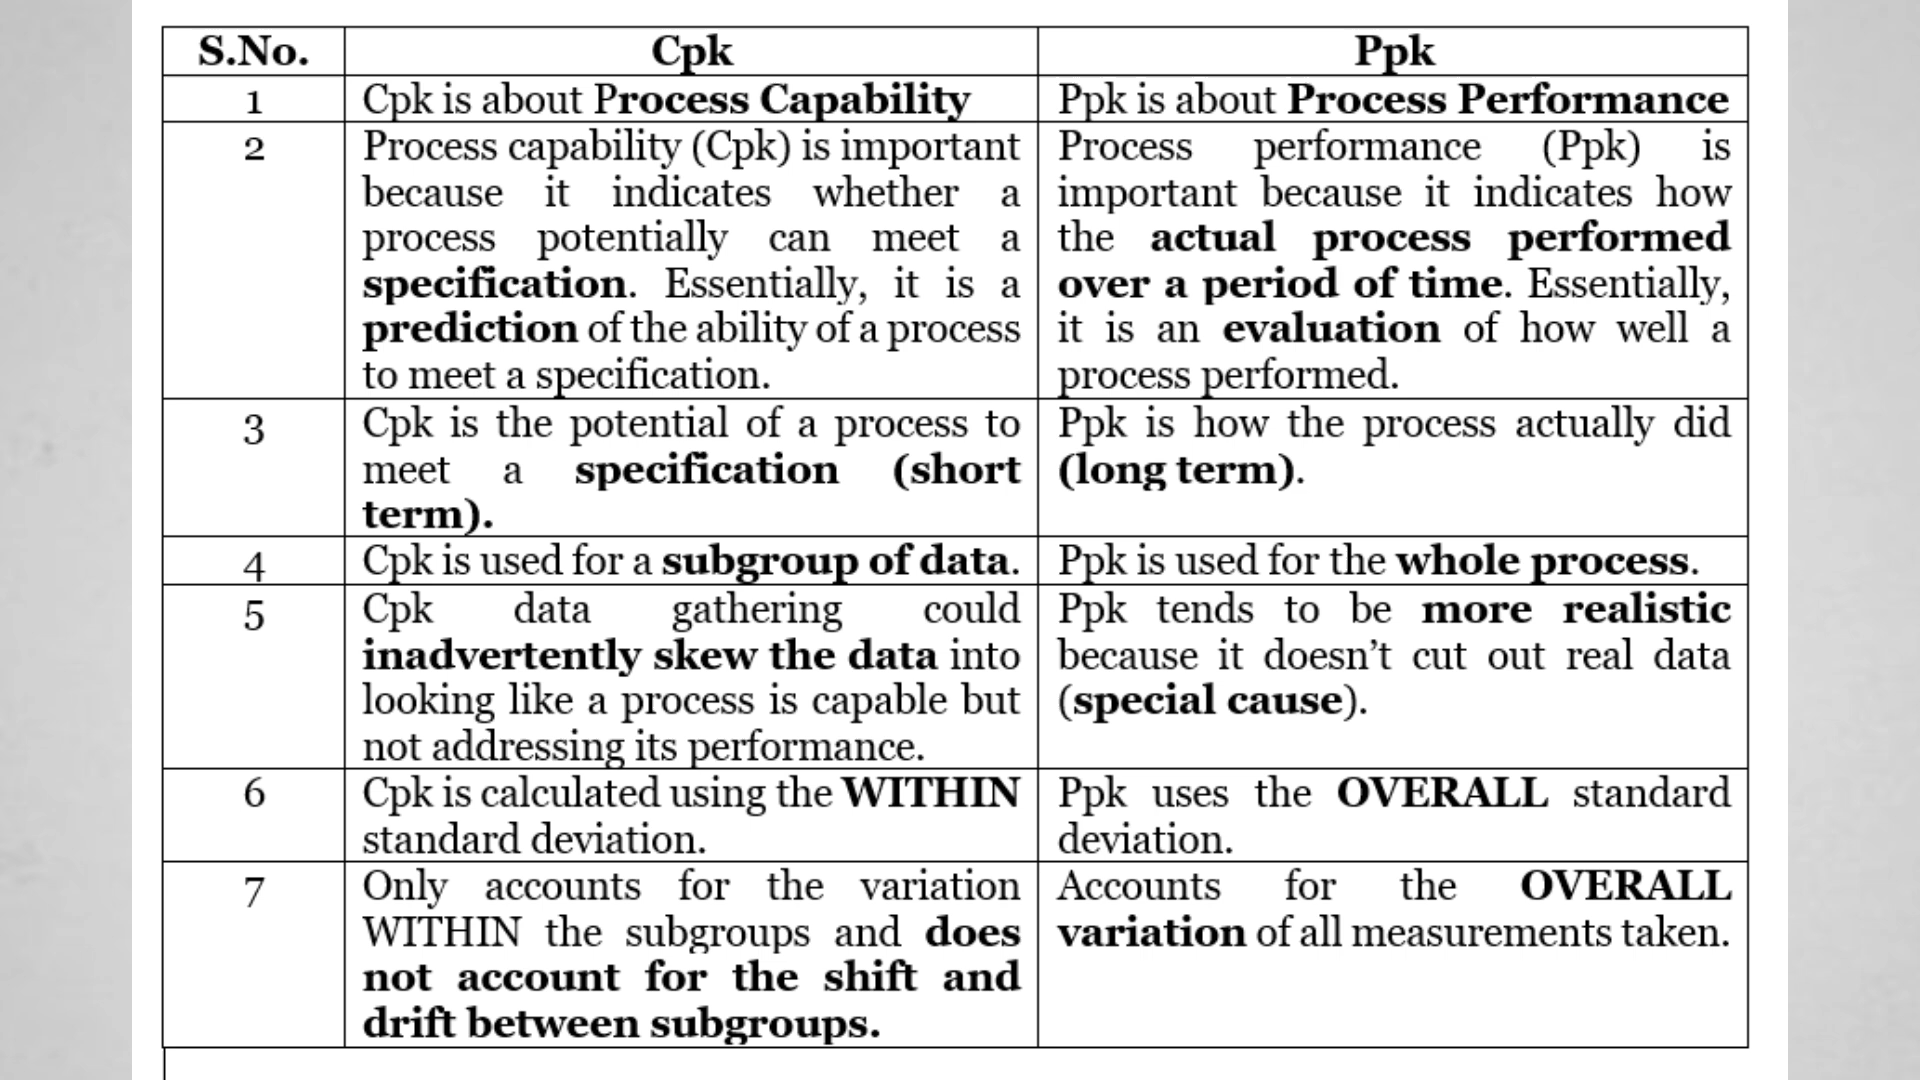 S.No. Cpk Ppk
1 Cpk is about Process Capability Ppk is about Process Performance
2 Process capability (Cpk) is important
because it indicates whether a
process potentially can meet a
specification. Essentially, it is a
prediction of the ability of a process
to meet a specification.
Process performance (Ppk) is
important because it indicates how
the actual process performed
over a period of time. Essentially,
it is an evaluation of how well a
process performed.
3 Cpk is the potential of a process to
meet a specification (short
term).
Ppk is how the process actually did
(long term).
4 Cpk is used for a subgroup of data. Ppk is used for the whole process.
5 Cpk data gathering could
inadvertently skew the data into
looking like a process is capable but
not addressing its performance.
Ppk tends to be more realistic
because it doesn't cut out real data
(special cause).
6 Cpk is calculated using the WITHIN
standard deviation.
Ppk uses the OVERALL standard
deviation.
7 Only accounts for the variation
WITHIN the subgroups and does
not account for the shift and
drift between subgroups.
Accounts for the OVERALL
variation of all measurements taken.